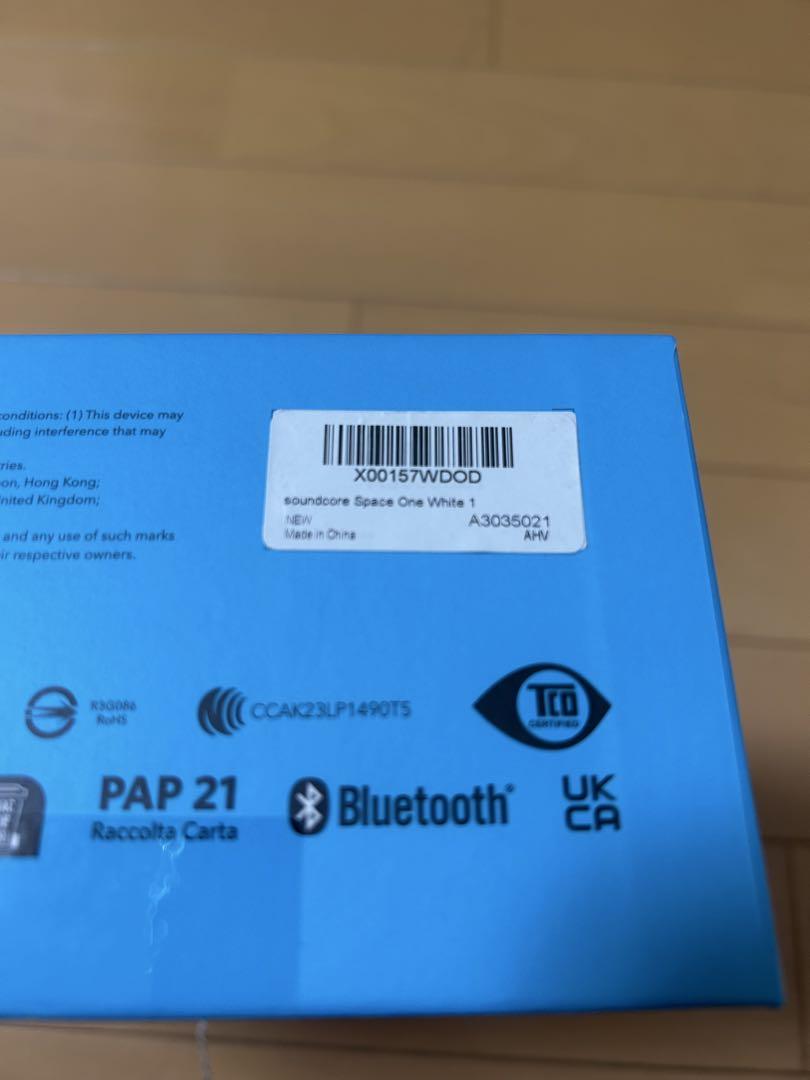 conditions: (1) This device may
uding interference that may
ries.
on, Hong Kong;
nited Kingdom;
and any use of such marks
ir respective owners.
X00157WDOD
soundcore Space One White 1
NEW
A3035021
Made in China
AHV
R3G086
RoHS
CCAK23LP1490T5
TCO
CERTIFIED
PAP 21
Raccolta Carta
Bluetooth®
UK
CA